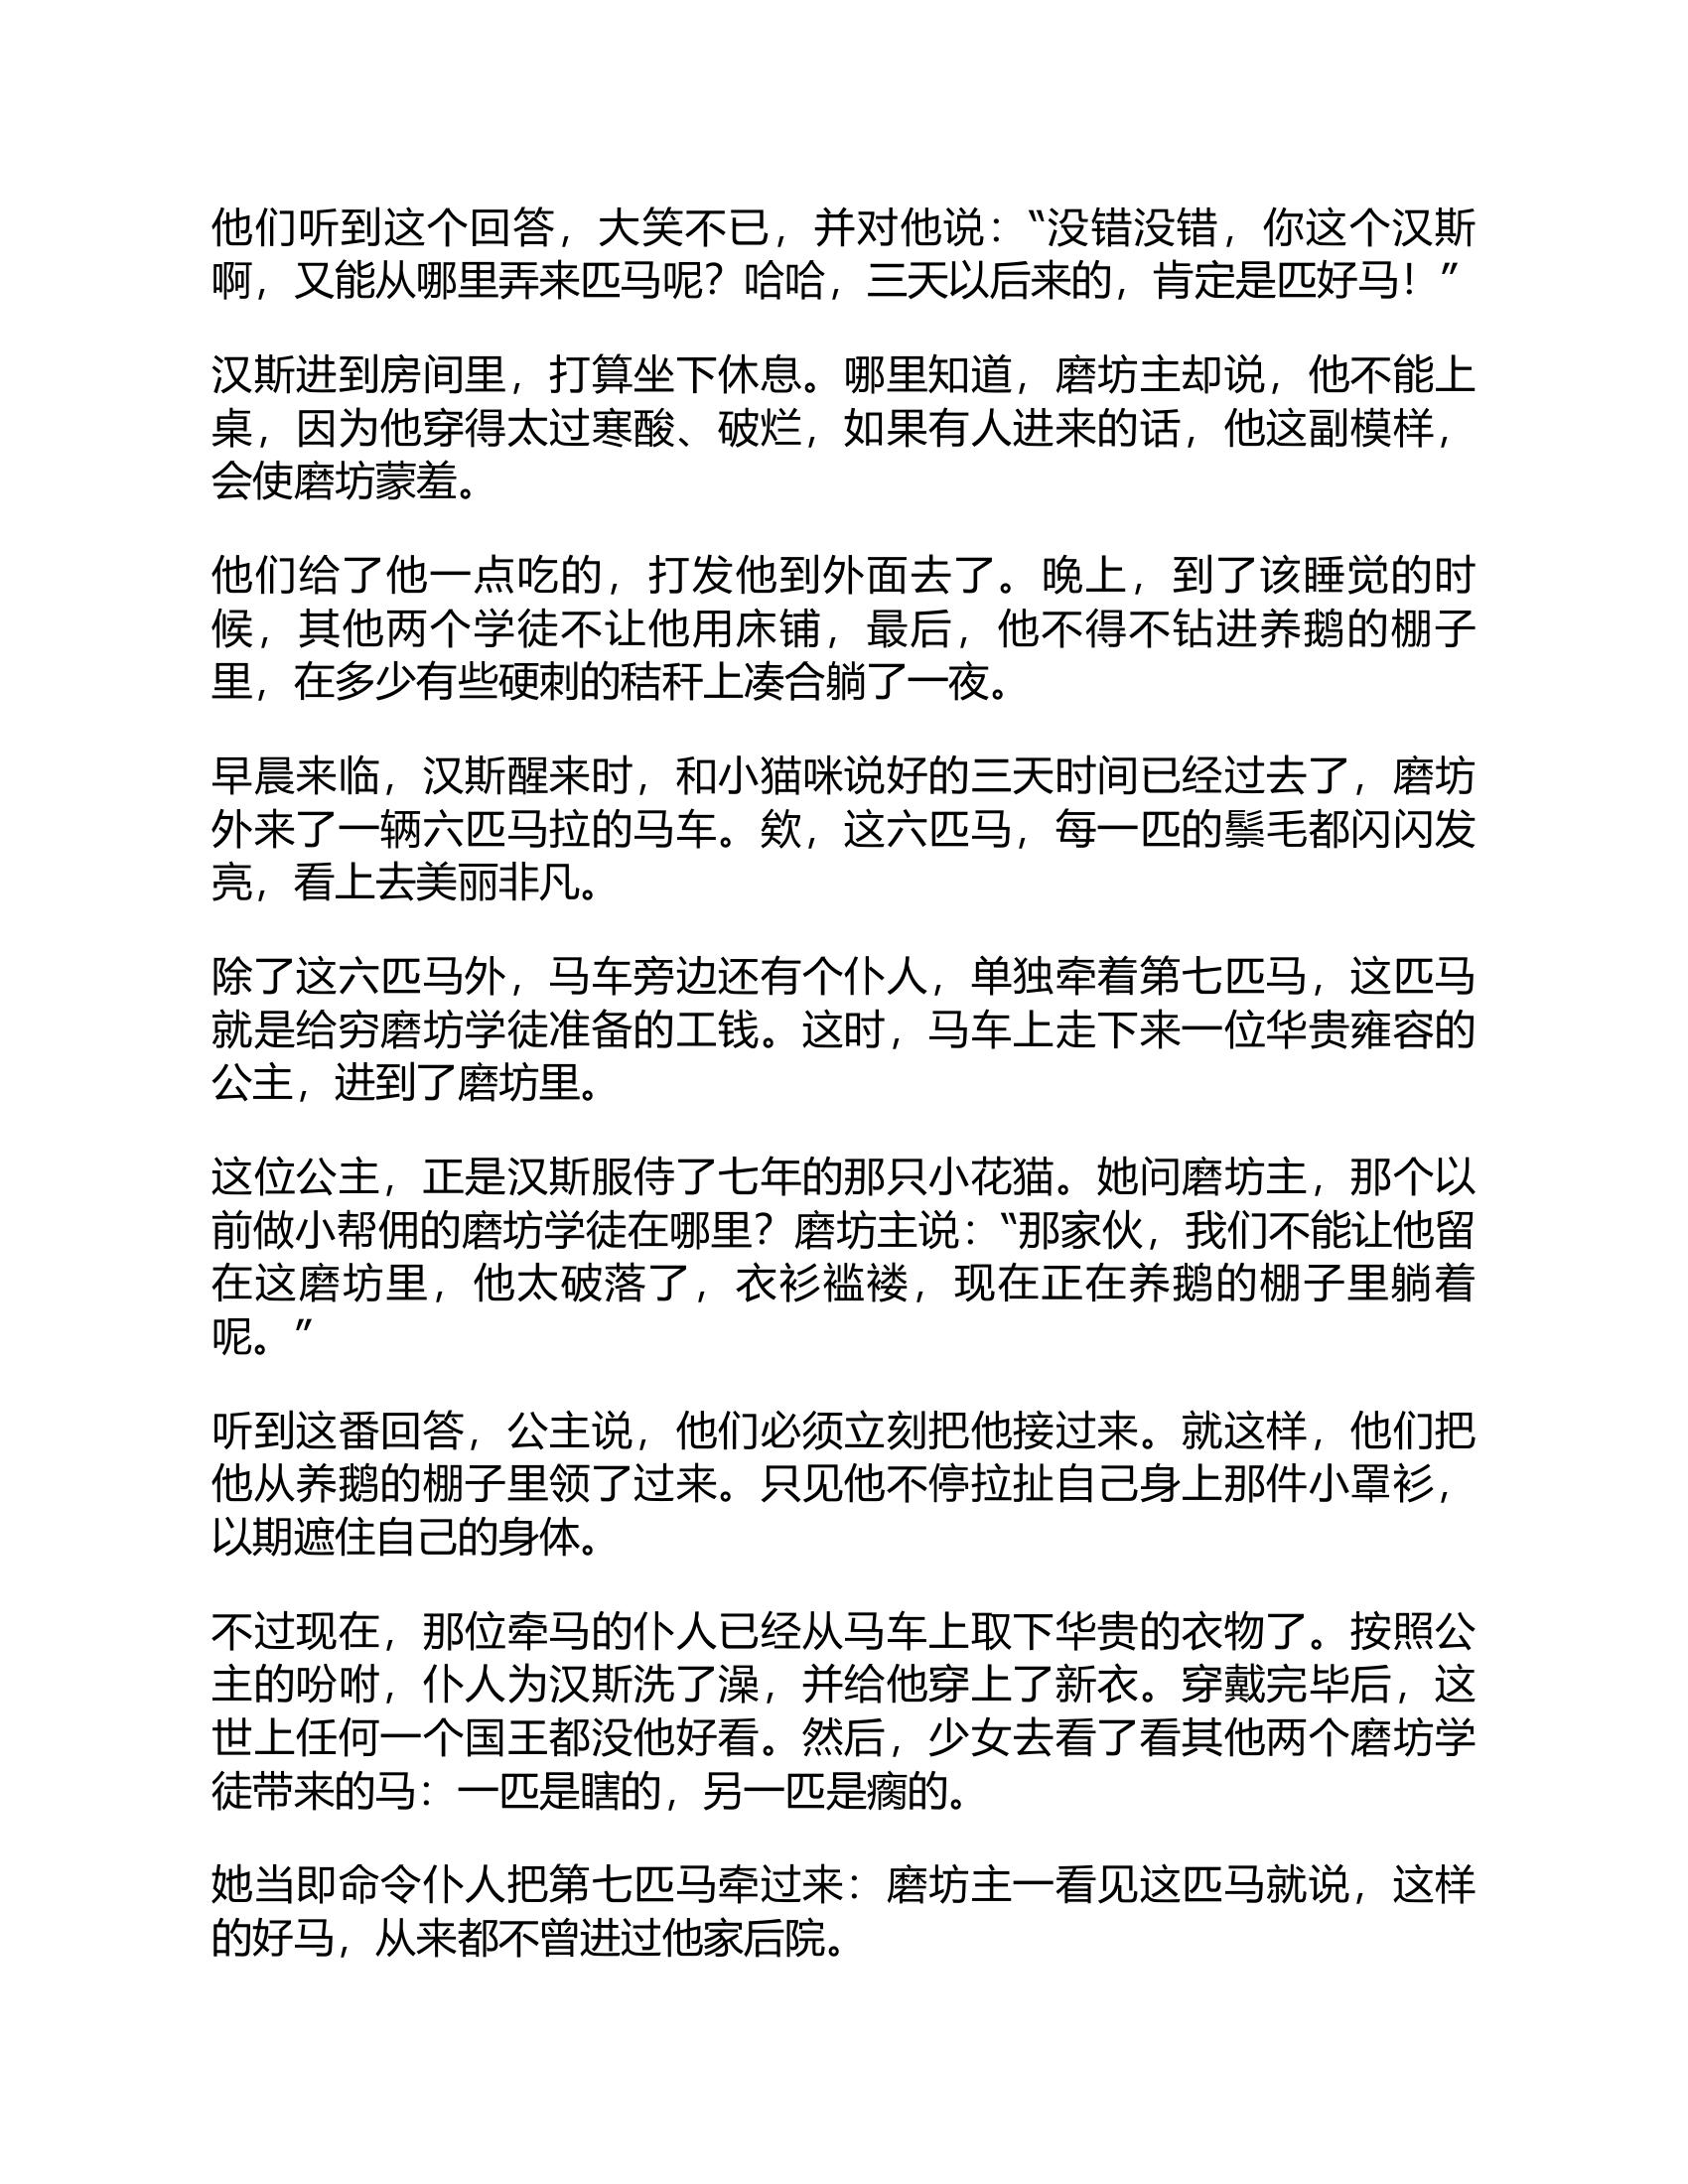 他们听到这个回答，大笑不已，并对他说：“没错没错，你这个汉斯
啊，又能从哪里弄来匹马呢？哈哈，三天以后来的，肯定是匹好马！”
汉斯进到房间里，打算坐下休息。哪里知道，磨坊主却说，他不能上
桌，因为他穿得太过寒酸、破烂，如果有人进来的话，他这副模样，
会使磨坊蒙羞。
他们给了他一点吃的，打发他到外面去了。晚上，到了该睡觉的时
候，其他两个学徒不让他用床铺，最后，他不得不钻进养鹅的棚子
里，在多少有些硬刺的秸秆上凑合躺了一夜。
早晨来临，汉斯醒来时，和小猫咪说好的三天时间已经过去了，磨坊
外来了一辆六匹马拉的马车。欸，这六匹马，每一匹的鬃毛都闪闪发
亮，看上去美丽非凡。
除了这六匹马外，马车旁边还有个仆人，单独牵着第七匹马，这匹马
就是给穷磨坊学徒准备的工钱。这时，马车上走下来一位华贵雍容的
公主，进到了磨坊里。
这位公主，正是汉斯服侍了七年的那只小花猫。她问磨坊主，那个以
前做小帮佣的磨坊学徒在哪里？磨坊主说：“那家伙，我们不能让他留
在这磨坊里，他太破落了，衣衫褴褛，现在正在养鹅的棚子里躺着
呢。”
听到这番回答，公主说，他们必须立刻把他接过来。就这样，他们把
他从养鹅的棚子里领了过来。只见他不停拉扯自己身上那件小罩衫，
以期遮住自己的身体。
不过现在，那位牵马的仆人已经从马车上取下华贵的衣物了。按照公
主的吩咐，仆人为汉斯洗了澡，并给他穿上了新衣。穿戴完毕后，这
世上任何一个国王都没他好看。然后，少女去看了看其他两个磨坊学
徒带来的马：一匹是瞎的，另一匹是瘸的。
她当即命令仆人把第七匹马牵过来：磨坊主一看见这匹马就说，这样
的好马，从来都不曾进过他家后院。